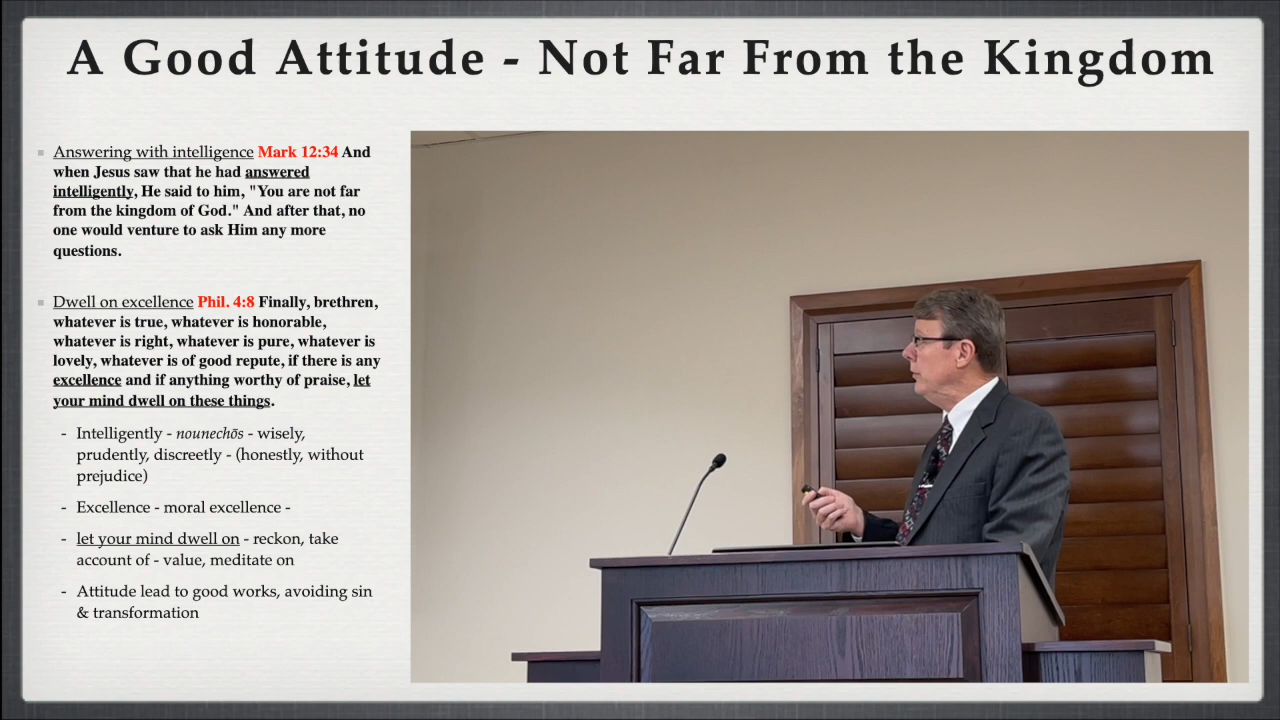 A Good Attitude - Not Far From the Kingdom
Answering with intelligence Mark 12:34 And
when Jesus saw that he had answered
intelligently, He said to him, "You are not far
from the kingdom of God." And after that, no
one would venture to ask Him any more
questions.
Dwell on excellence Phil. 4:8 Finally, brethren,
whatever is true, whatever is honorable,
whatever is right, whatever is pure, whatever is
lovely, whatever is of good repute, if there is any
excellence and if anything worthy of praise, let
your mind dwell on these things.
- Intelligently - nounechōs - wisely,
prudently, discreetly - (honestly, without
prejudice)
- Excellence - moral excellence -
- let your mind dwell on - reckon, take
account of - value, meditate on
- Attitude lead to good works, avoiding sin
& transformation